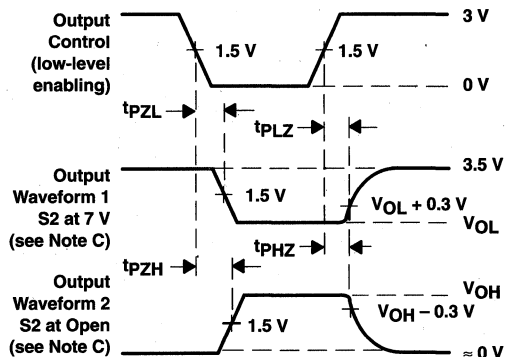 Output
Control
(low-level
enabling)
3 V
1.5 V
1.5 V
0 V
tPZL
tPLZ
Output
Waveform 1
S2 at 7 V
(see Note C)
3.5 V
1.5 V
VOL + 0.3 V
VOL
tPZH
tPHZ
Output
Waveform 2
S2 at Open
(see Note C)
VOH
1.5 V
VOH – 0.3 V
≈ 0 V